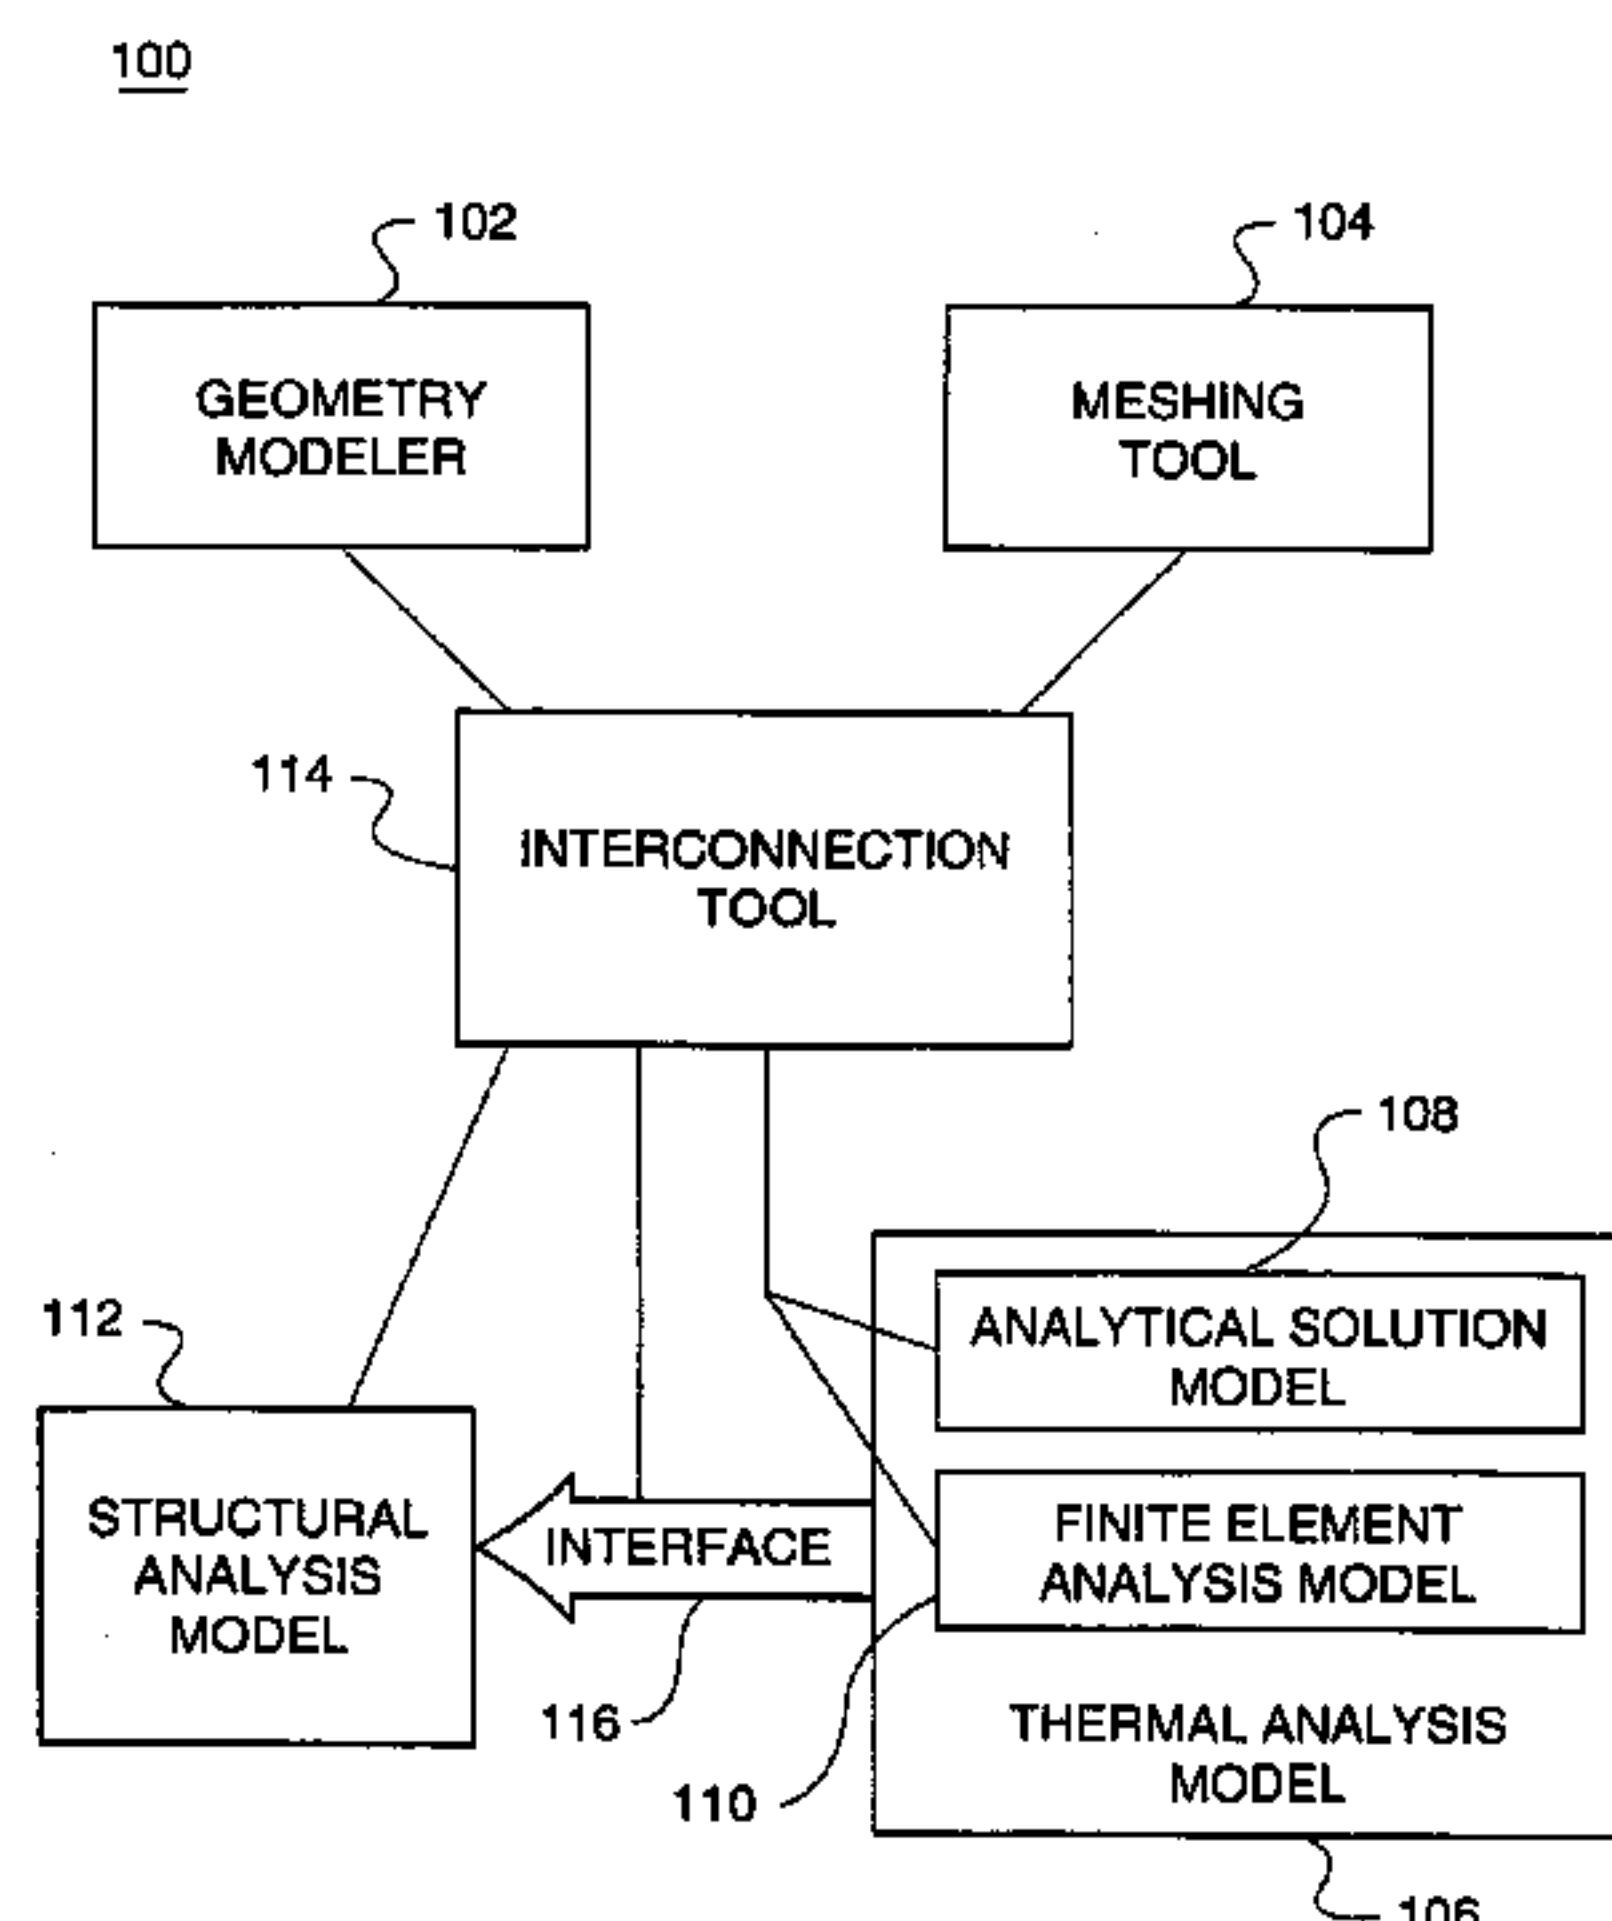 100
102
104
GEOMETRY
MODELER
MESHING
TOOL
114
INTERCONNECTION
TOOL
108
112
ANALYTICAL SOLUTION
MODEL
STRUCTURAL
ANALYSIS
MODEL
INTERFACE
FINITE ELEMENT
ANALYSIS MODEL
116
110
THERMAL ANALYSIS
MODEL
106